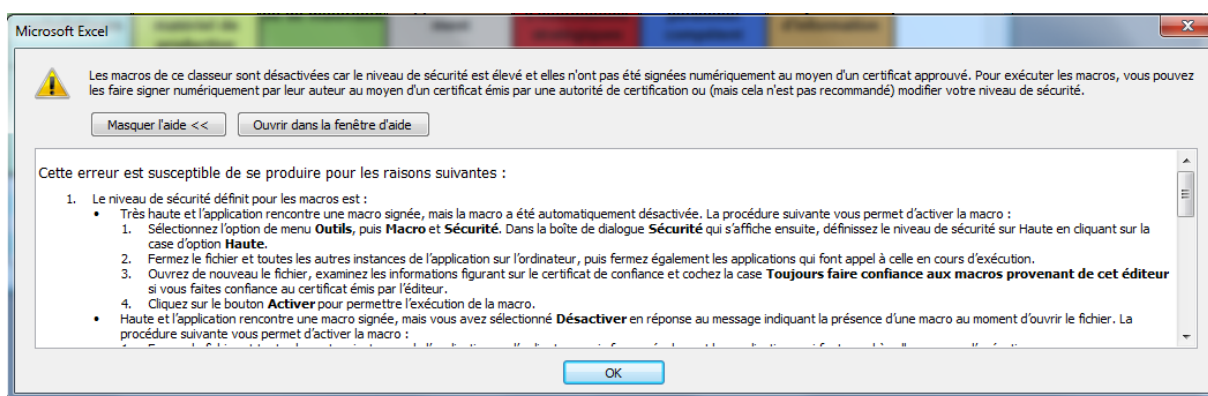 matériel de
production
stratégiques
compétent
d'information
Microsoft Excel
Les macros de ce classeur sont désactivées car le niveau de sécurité est élevé et elles n'ont pas été signées numériquement au moyen d'un certificat approuvé. Pour exécuter les macros, vous pouvez
les faire signer numériquement par leur auteur au moyen d'un certificat émis par une autorité de certification ou (mais cela n'est pas recommandé) modifier votre niveau de sécurité.
Masquer l'aide << Ouvrir dans la fenêtre d'aide
Cette erreur est susceptible de se produire pour les raisons suivantes :
1. Le niveau de sécurité définit pour les macros est :
• Très haute et l'application rencontre une macro signée, mais la macro a été automatiquement désactivée. La procédure suivante vous permet d'activer la macro :
1. Sélectionnez l'option de menu Outils, puis Macro et Sécurité. Dans la boîte de dialogue Sécurité qui s'affiche ensuite, définissez le niveau de sécurité sur Haute en cliquant sur la
case d'option Haute.
2. Fermez le fichier et toutes les autres instances de l'application sur l'ordinateur, puis fermez également les applications qui font appel à celle en cours d'exécution.
3. Ouvrez de nouveau le fichier, examinez les informations figurant sur le certificat de confiance et cochez la case Toujours faire confiance aux macros provenant de cet éditeur
si vous faites confiance au certificat émis par l'éditeur.
4. Cliquez sur le bouton Activer pour permettre l'exécution de la macro.
• Haute et l'application rencontre une macro signée, mais vous avez sélectionné Désactiver en réponse au message indiquant la présence d'une macro au moment d'ouvrir le fichier. La
procédure suivante vous permet d'activer la macro :
OK